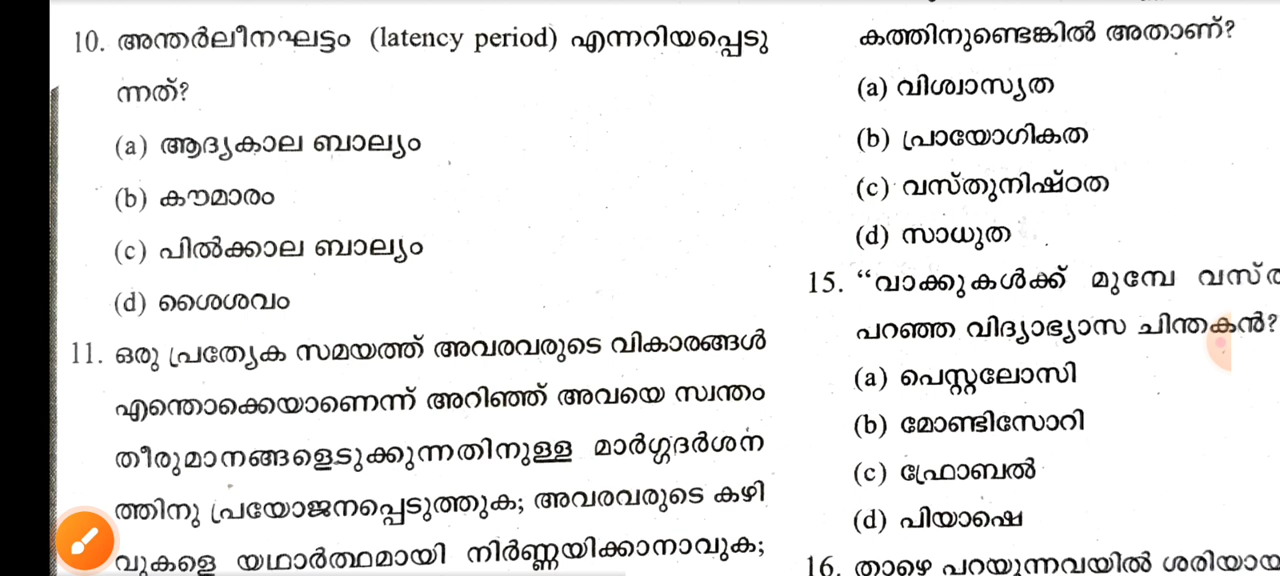 10. അന്തർലീനഘട്ടം (latency period) എന്നറിയപ്പെടു
ന്നത്?
(a) ആദ്യകാല ബാല്യം
(b) കൗമാരം
(c) പിൽക്കാല ബാല്യം
(d) ശൈശവം
11. ഒരു പ്രത്യേക സമയത്ത് അവരവരുടെ വികാരങ്ങൾ
എന്തൊക്കെയാണെന്ന് അറിഞ്ഞ് അവയെ സ്വന്തം
തീരുമാനങ്ങളെടുക്കുന്നതിനുള്ള മാർഗ്ഗദർശന
ത്തിനു പ്രയോജനപ്പെടുത്തുക; അവരവരുടെ കഴി
വുകളെ യഥാർത്ഥമായി നിർണ്ണയിക്കാനാവുക;
കത്തിനുണ്ടെങ്കിൽ അതാണ്?
(a) വിശ്വാസ്യത
(b) പ്രായോഗികത
(c) വസ്തുനിഷ്ഠത
(d) സാധുത
15. “വാക്കുകൾക്ക് മുമ്പേ
പറഞ്ഞ വിദ്യാഭ്യാസ ചിന്തകൻ?
(a) പെസ്റ്റലോസി
(b) മോണ്ടിസോറി
(c) ഫ്രോബൽ
(d) പിയാഷെ
16. താഴെ പറയുന്നവയിൽ